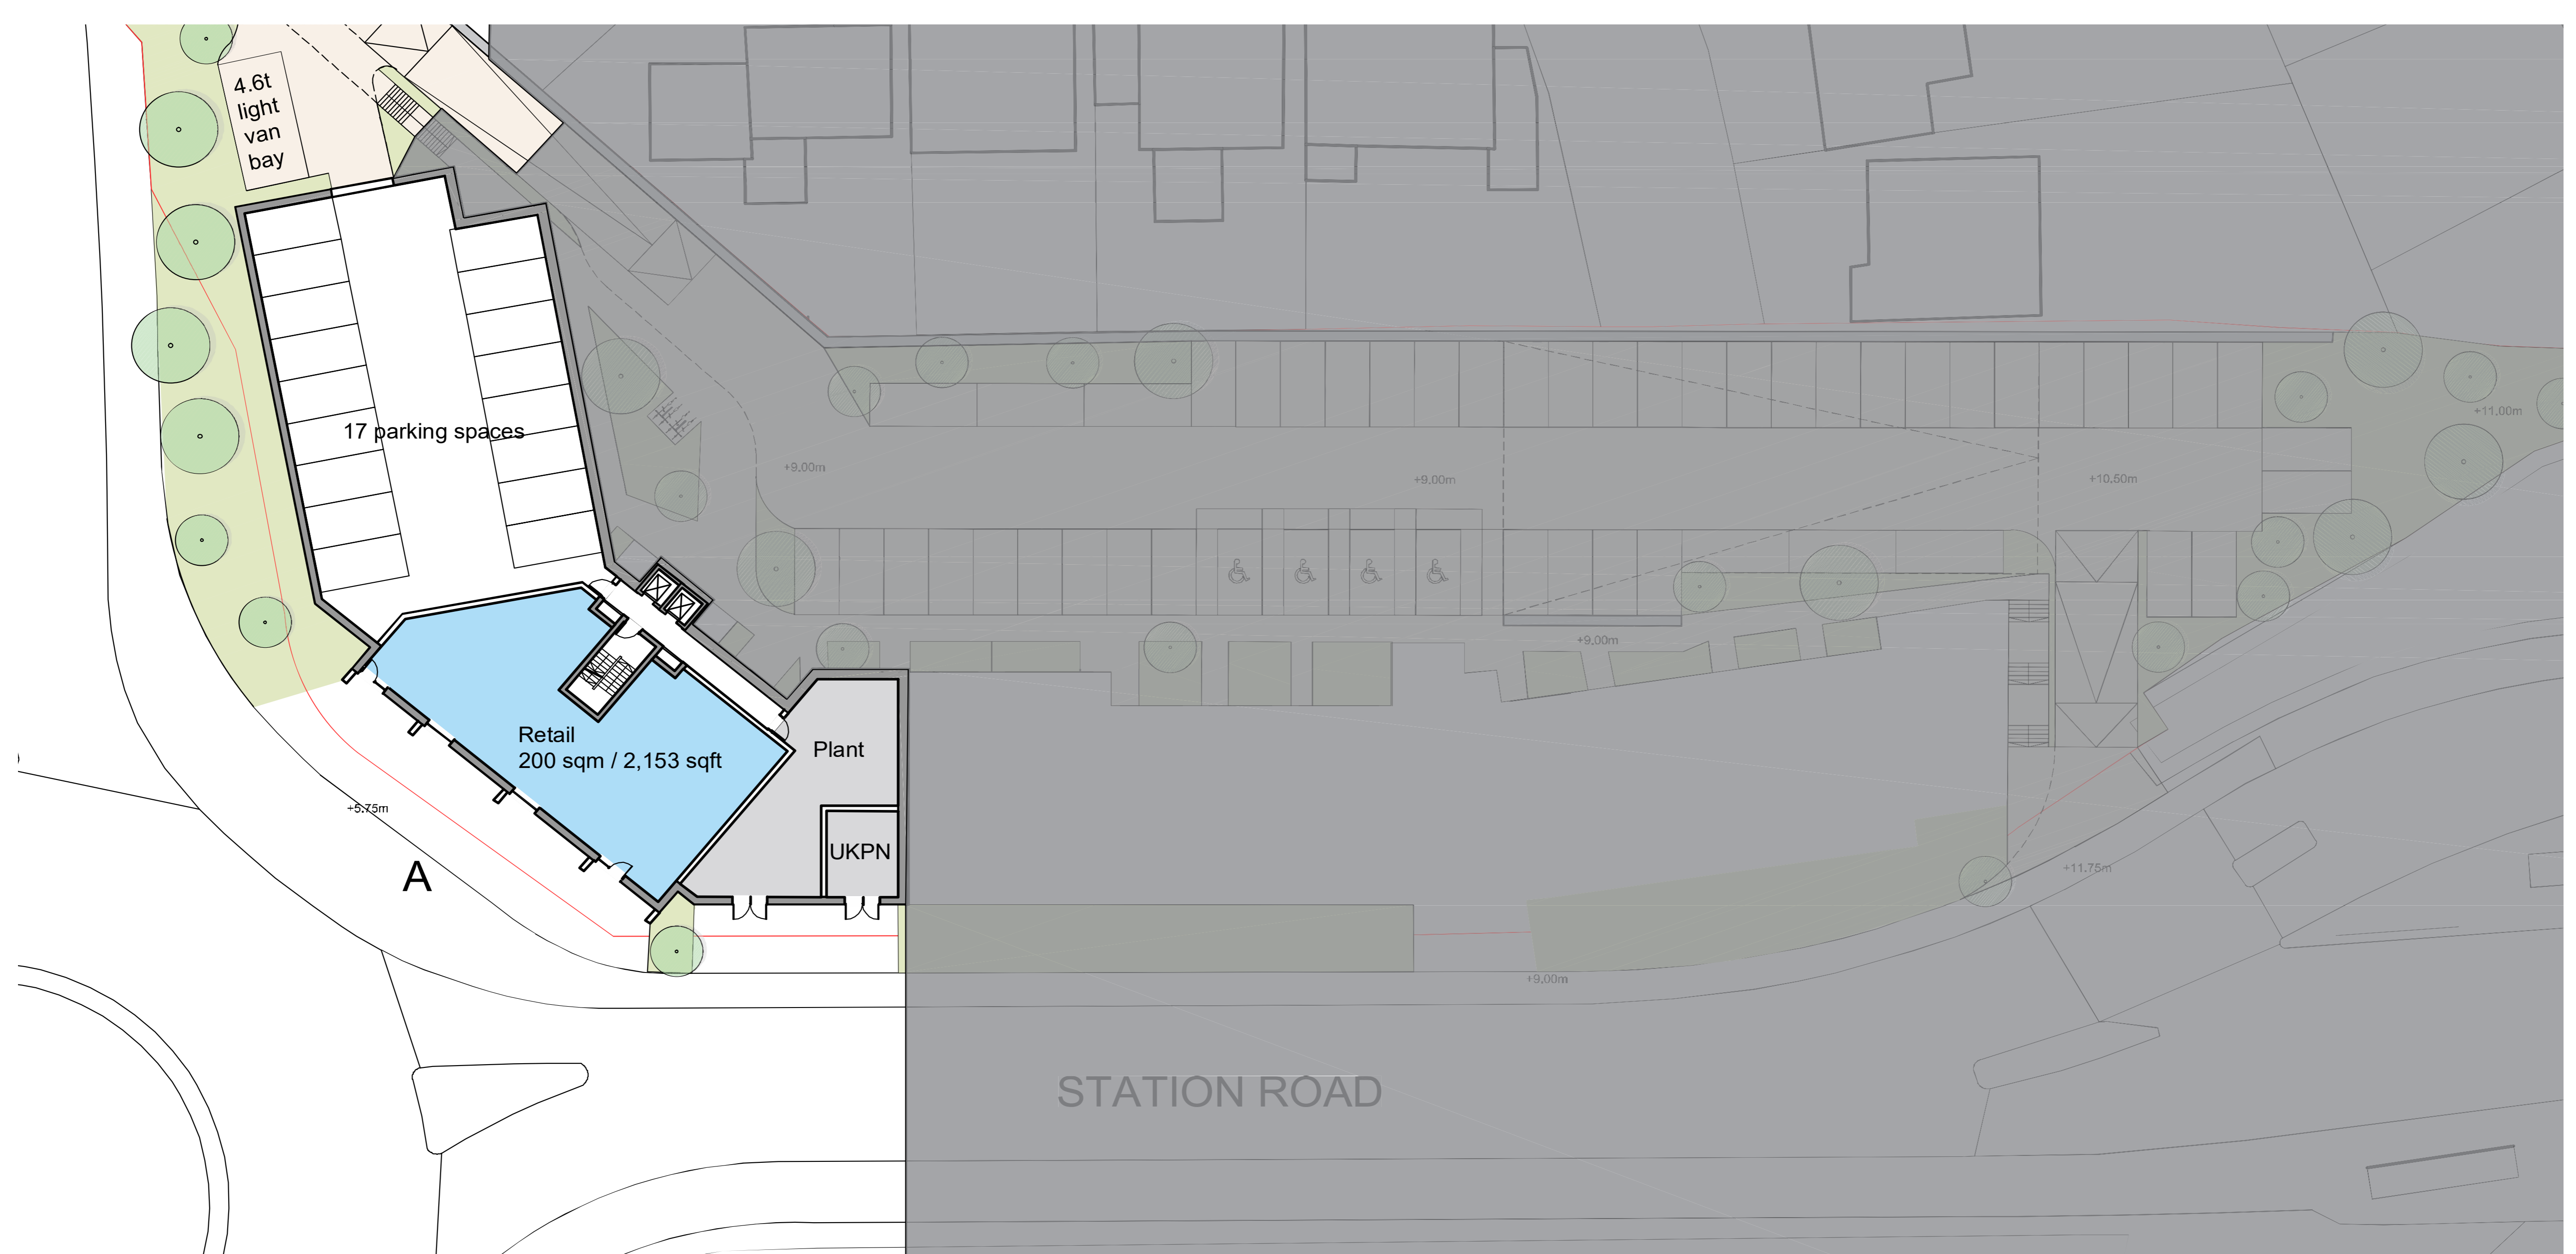 4.6t
light
van
bay
17 parking spaces
+11.00m
+9.00m
+9.00m
+10.50m
+9.00m
Retail
200 sqm / 2,153 sqft
Plant
UKPN
+5.75m
A
+11.75m
+9.00m
STATION ROAD